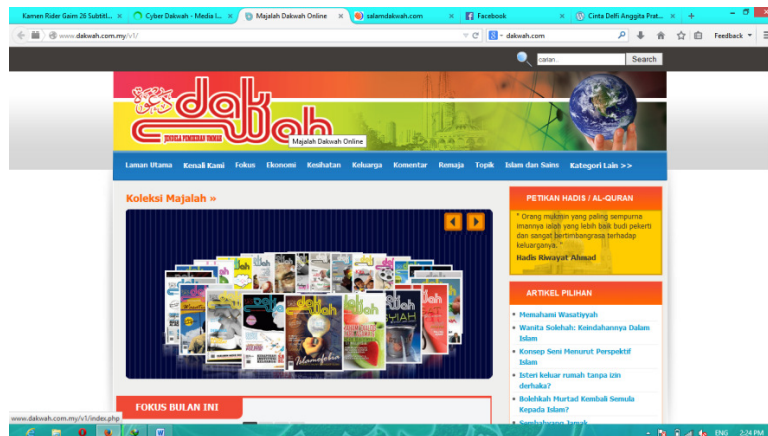 Kamen Rider Gaim 26 Subtitl...
Cyber Dakwah - Media I...
Majalah Dakwah Online
salamdakwah.com
Facebook
Cinta Delfi Anggita Prat...
www.dakwah.com.my/v1/
dakwah.com
Feedback
carian
Search
دعوة
dakwah
JENDELA PEMIKIRAN UMMAH
Majalah Dakwah Online
Laman Utama Kenali Kami Fokus Ekonomi Kesihatan Keluarga Komentar Remaja Topik Islam dan Sains Kategori Lain >>
Koleksi Majalah »
Islamofobia
PETIKAN HADIS / AL-QURAN
" Orang mukmin yang paling sempurna
imannya ialah yang lebih baik budi pekerti
dan sangat bertimbangrasa terhadap
keluarganya. "
Hadis Riwayat Ahmad
ARTIKEL PILIHAN
Memahami Wasatiyyah
Wanita Solehah: Keindahannya Dalam
Islam
Konsep Seni Menurut Perspektif
Islam
Isteri keluar rumah tanpa izin
derhaka?
Bolehkah Murtad Kembali Semula
Kepada Islam?
Sembahyang Jamak
FOKUS BULAN INI
www.dakwah.com.my/v1/index.php
ENG 2:24 PM